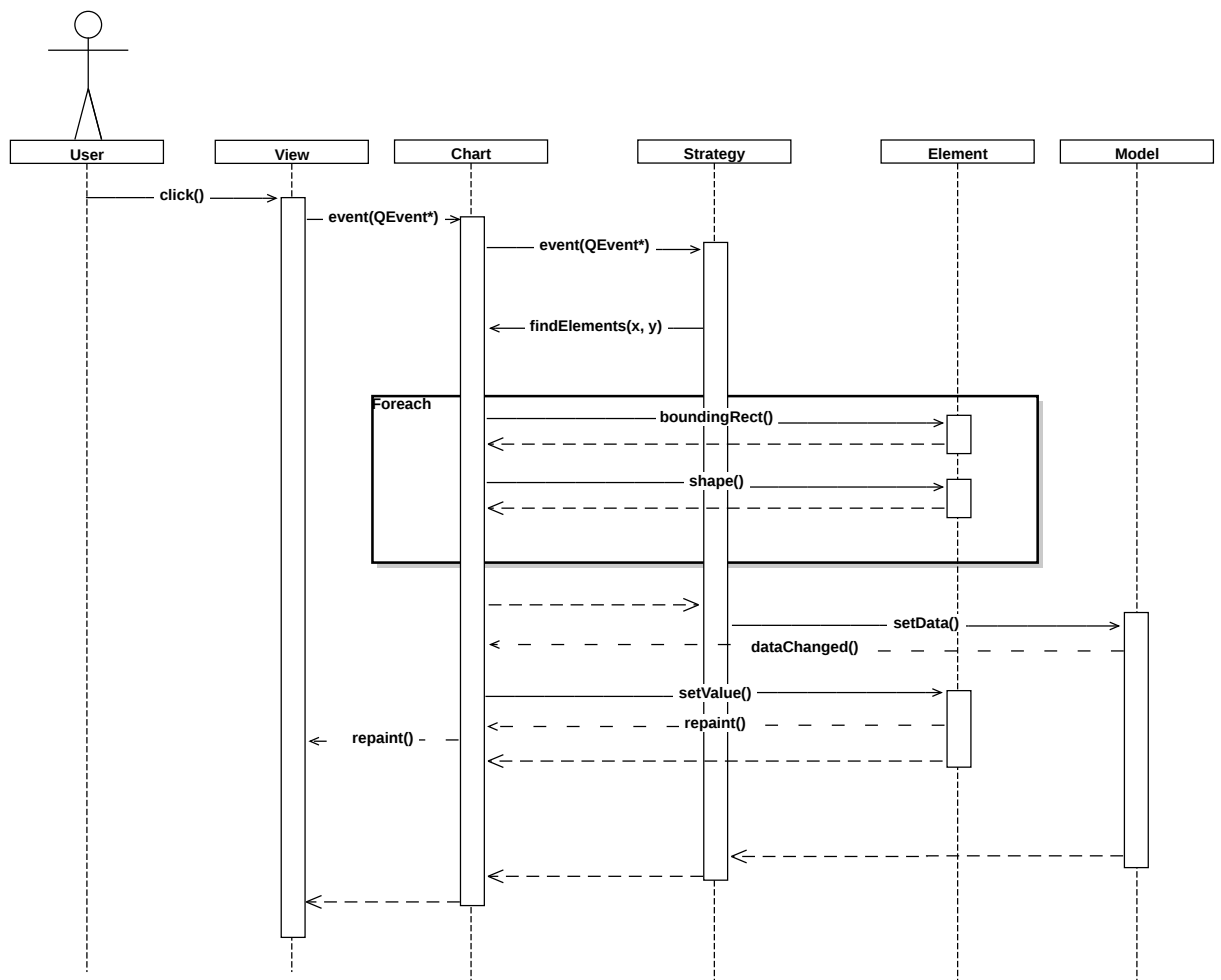 User
View
Chart
Strategy
Element
Model
click()
event(QEvent*)
event(QEvent*)
findElements(x, y)
Foreach
boundingRect()
shape()
setData()
dataChanged()
setValue()
repaint()
repaint()